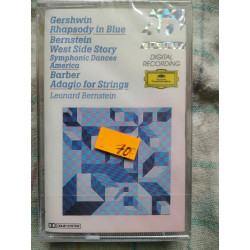 Gershwin
Rhapsody in Blue
Bernstein
West Side Story
Symphonic Dances
America
Barber
Adagio for Strings
Leonard Bernstein
DIGITAL
RECORDING
70